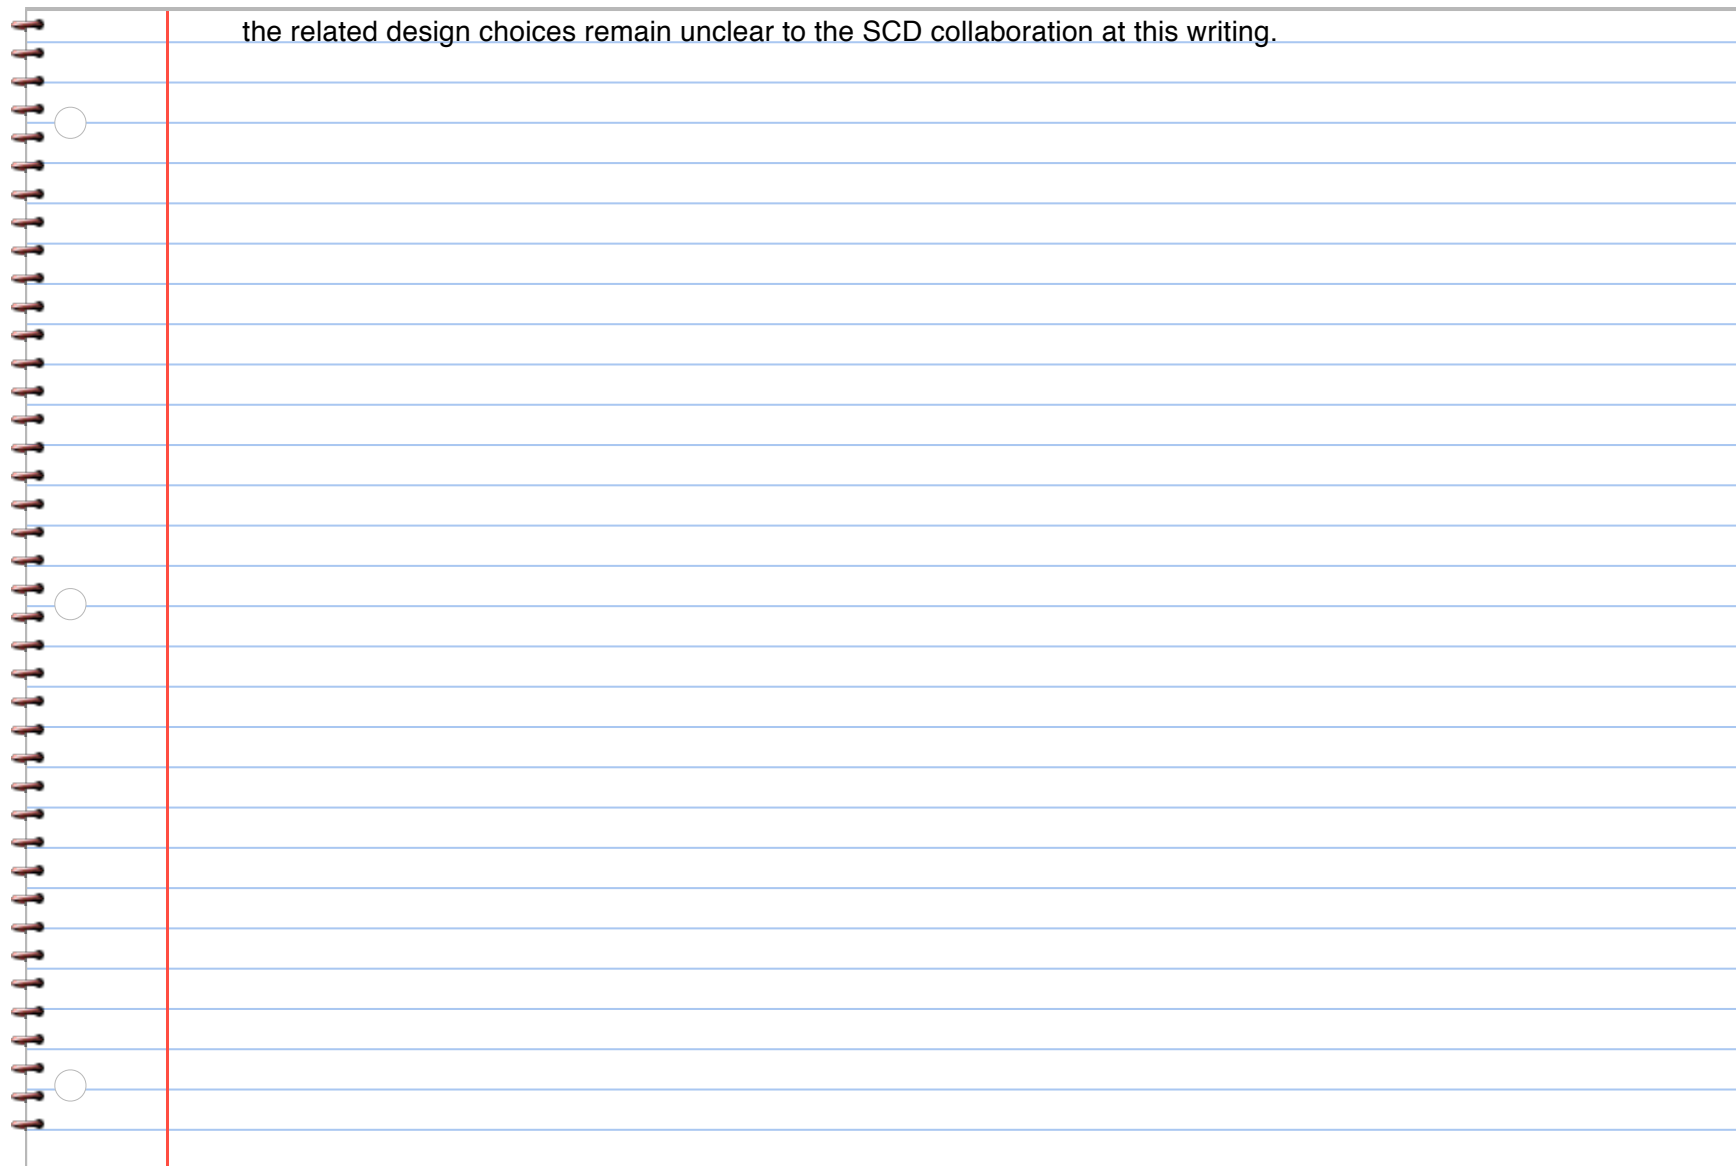 the related design choices remain unclear to the SCD collaboration at this writing.